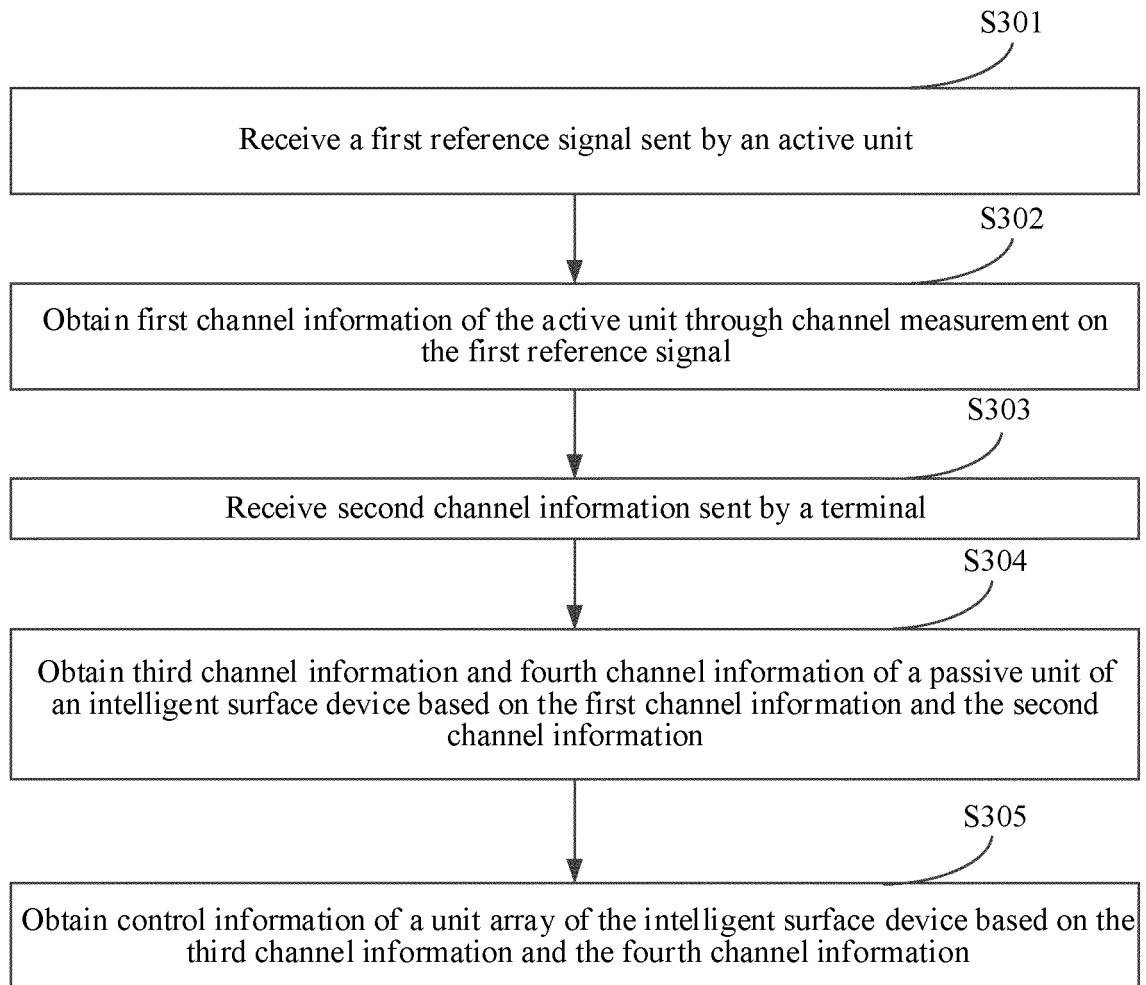 S301
Receive a first reference signal sent by an active unit
S302
Obtain first channel information of the active unit through channel measurement on
the first reference signal
S303
Receive second channel information sent by a terminal
S304
Obtain third channel information and fourth channel information of a passive unit of
an intelligent surface device based on the first channel information and the second
channel information
S305
Obtain control information of a unit array of the intelligent surface device based on the
third channel information and the fourth channel information